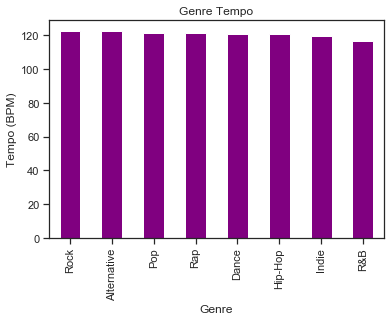 Genre Tempo
Tempo (BPM)
120
100
80
60
40
20
0
Rock
Alternative
Pop
Rap
Dance
Hip-Hop
Indie
R&B
Genre